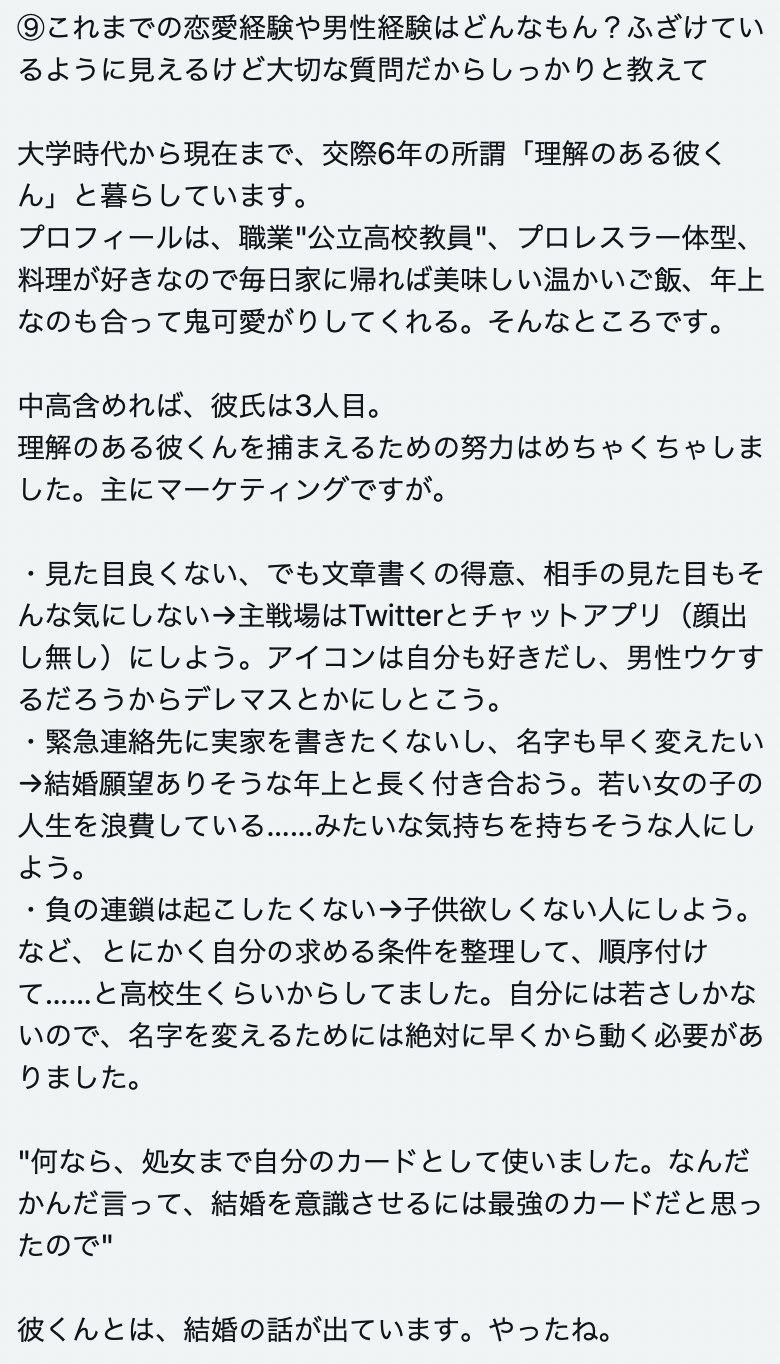 ⑨これまでの恋愛経験や男性経験はどんなもん？ふざけてい
るように見えるけど大切な質問だからしっかりと教えて
大学時代から現在まで、交際6年の所謂「理解のある彼く
ん」と暮らしています。
プロフィールは、職業"公立高校教員"、プロレスラー体型、
料理が好きなので毎日家に帰れば美味しい温かいご飯、年上
なのも合って鬼可愛がりしてくれる。そんなところです。
中高含めれば、彼氏は3人目。
理解のある彼くんを捕まえるための努力はめちゃくちゃしま
した。主にマーケティングですが。
・見た目良くない、でも文章書くの得意、相手の見た目もそ
んな気にしない→主戦場はTwitterとチャットアプリ（顔出
し無し）にしよう。アイコンは自分も好きだし、男性ウケす
るだろうからデレマスとかにしとこう。
・緊急連絡先に実家を書きたくないし、名字も早く変えたい
→結婚願望ありそうな年上と長く付き合おう。若い女の子の
人生を浪費している……みたいな気持ちを持ちそうな人にし
よう。
・負の連鎖は起こしたくない→子供欲しくない人にしよう。
など、とにかく自分の求める条件を整理して、順序付け
て……と高校生くらいからしてました。自分には若さしかな
いので、名字を変えるためには絶対に早くから動く必要があ
りました。
"何なら、処女まで自分のカードとして使いました。なんだ
かんだ言って、結婚を意識させるには最強のカードだと思っ
たので"
彼くんとは、結婚の話が出ています。やったね。